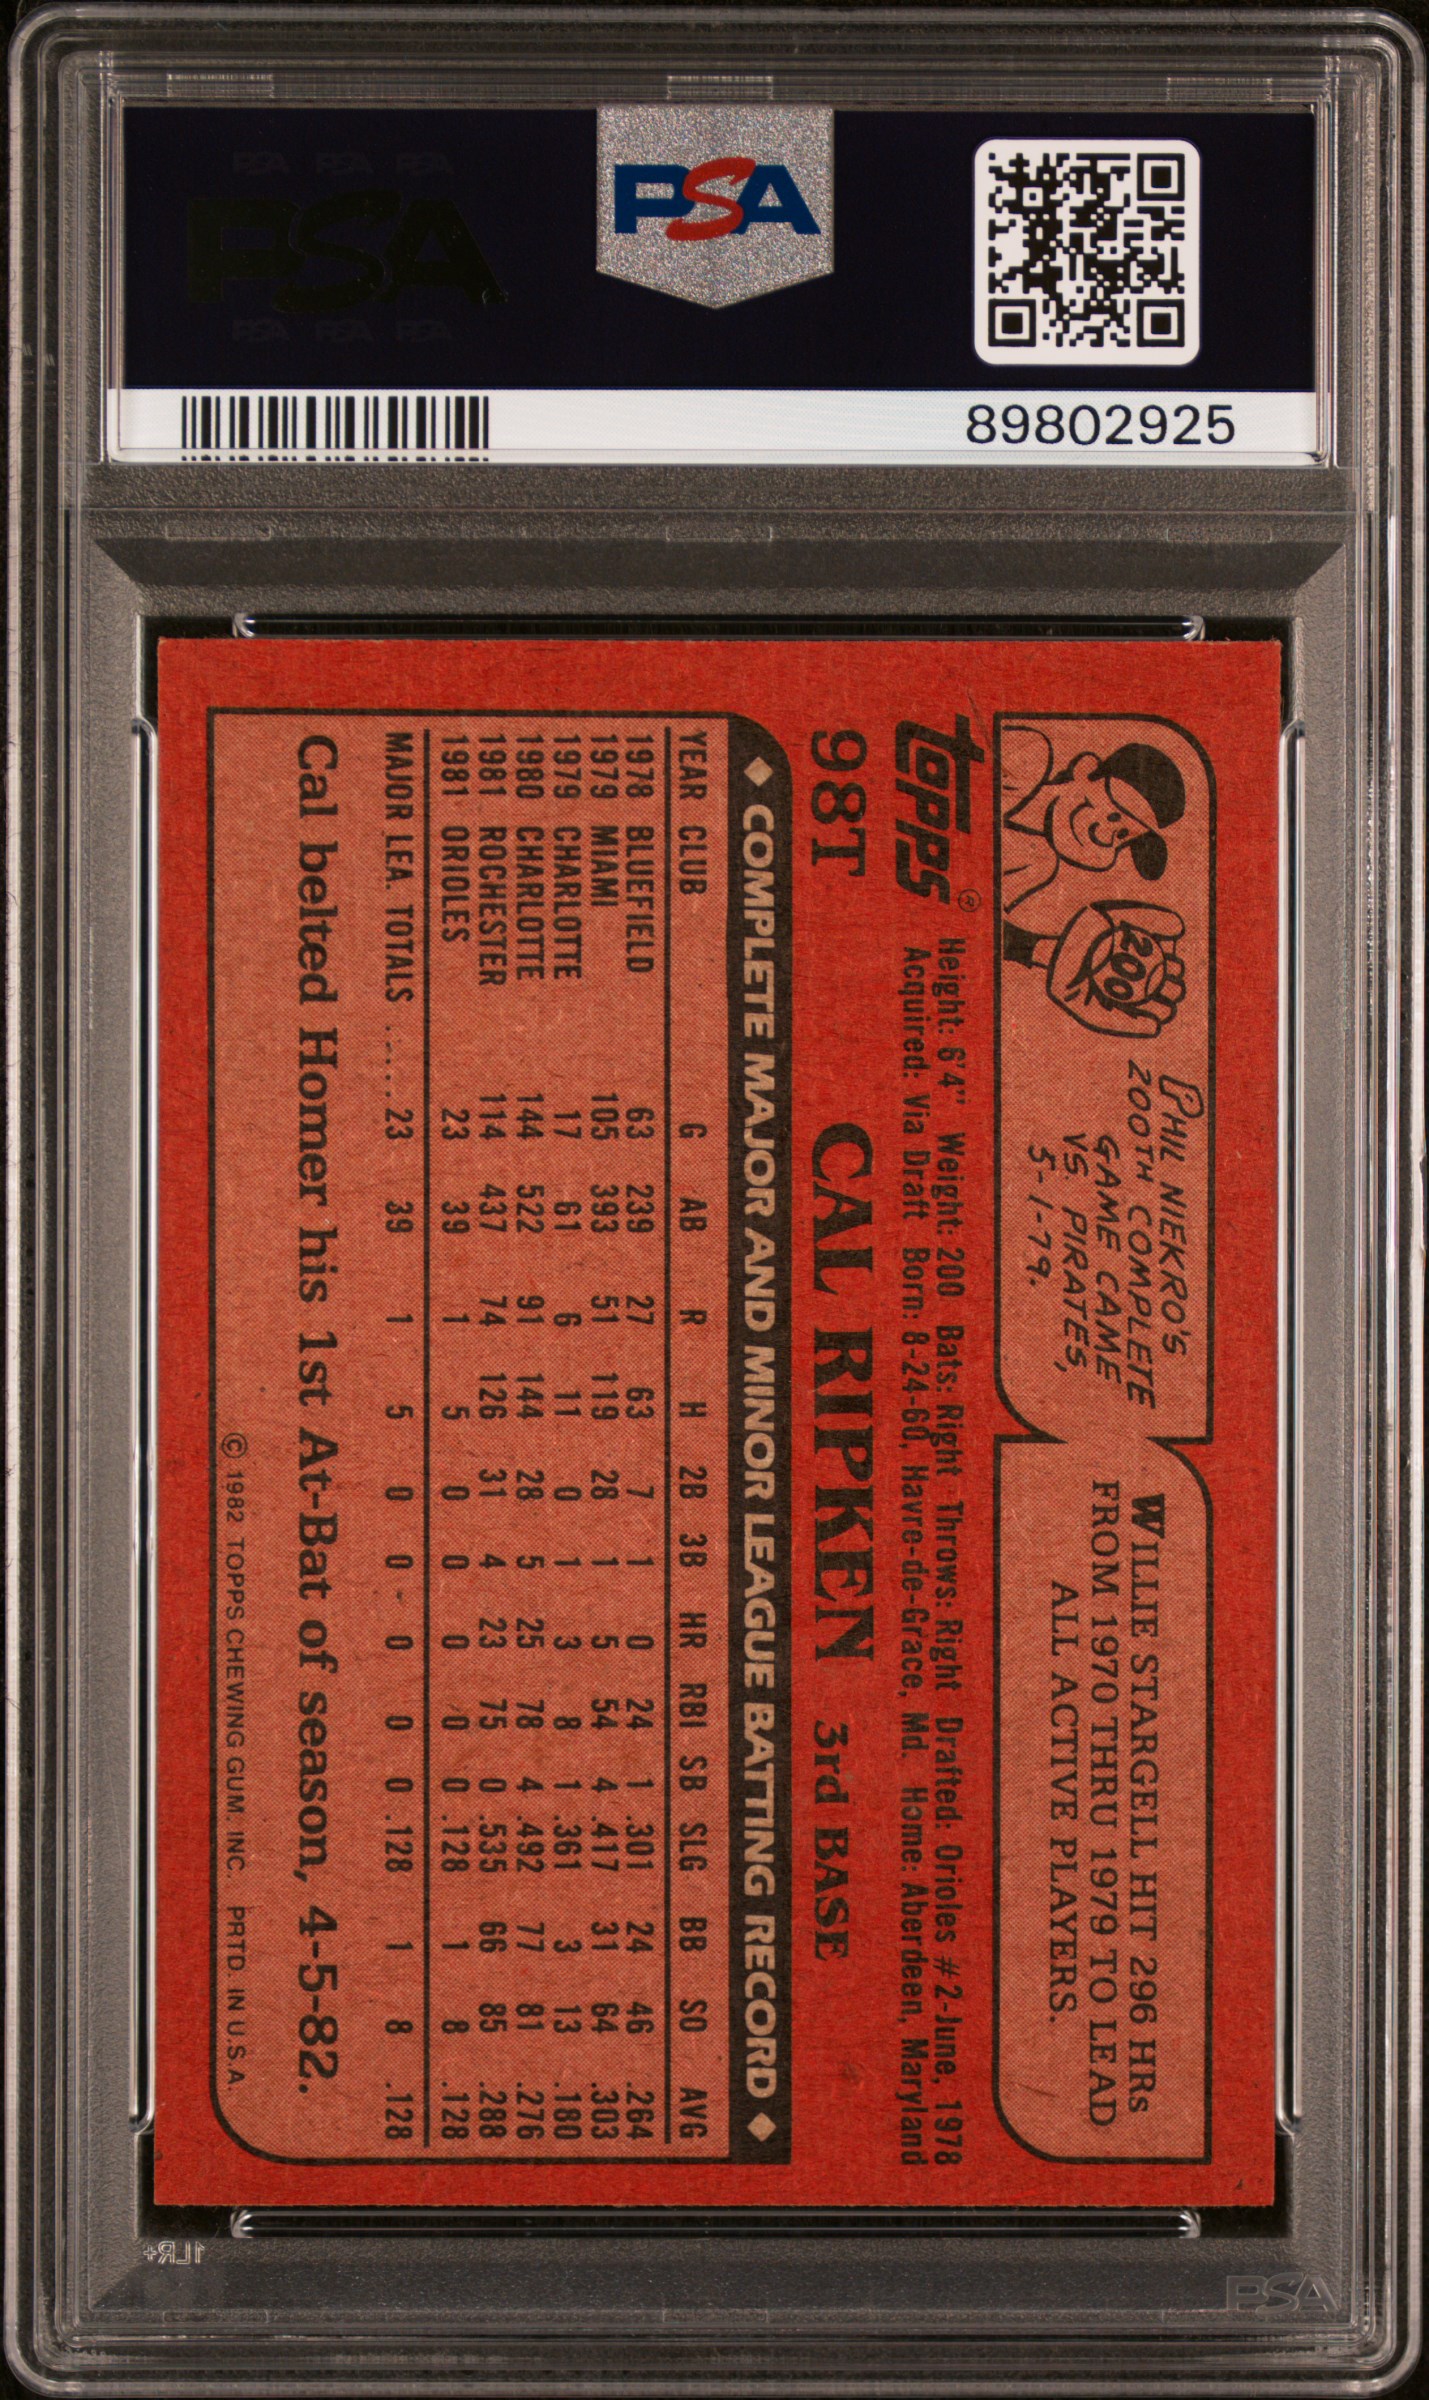 PSA PSA PSA
PSA
PSA PSA PSA
PSA
89802925
PHIL NIEKRO'S
200TH COMPLETE
GAME CAME
VS. PIRATES,
5-1-79.
200
WILLIE STARGELL HIT 296 HRs
FROM 1970 THRU 1979 TO LEAD
ALL ACTIVE PLAYERS.
topps®
Height: 6'4" Weight: 200 Bats: Right Throws: Right Drafted: Orioles #2-June, 1978
Acquired: Via Draft Born: 8-24-60, Havre-de-Grace, Md. Home: Aberdeen, Maryland
98T CAL RIPKEN 3rd BASE
◆ COMPLETE MAJOR AND MINOR LEAGUE BATTING RECORD ◆
YEAR CLUB G AB R H 2B 3B HR RBI SB SLG BB SO AVG
1978 BLUEFIELD 63 239 27 63 7 1 0 24 1 .301 24 46 .264
1979 MIAMI 105 393 51 119 28 1 5 54 4 .417 31 64 .303
1979 CHARLOTTE 17 61 6 11 0 1 3 8 1 .361 3 13 .180
1980 CHARLOTTE 144 522 91 144 28 5 25 78 4 .492 77 81 .276
1981 ROCHESTER 114 437 74 126 31 4 23 75 0 .535 66 85 .288
1981 ORIOLES 23 39 1 5 0 0 0 0 0 .128 1 8 .128
MAJOR LEA. TOTALS ..... 23 39 1 5 0 0 0 0 0 .128 1 8 .128
Cal belted Homer his 1st At-Bat of season, 4-5-82.
© 1982 TOPPS CHEWING GUM. INC. PRTD. IN U.S.A.
1LR+
PSA